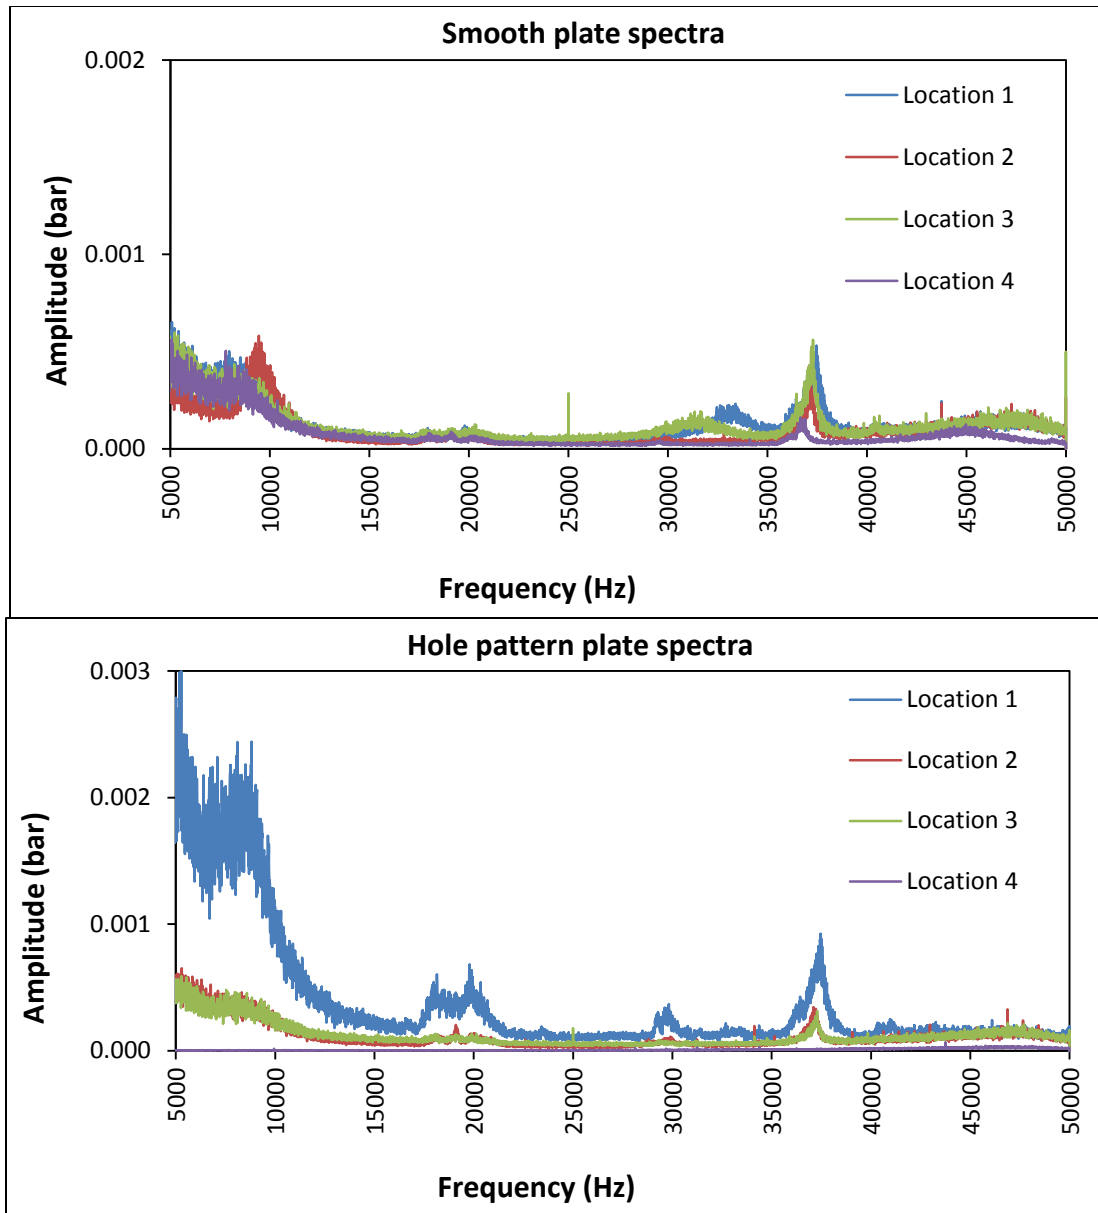 Smooth plate spectra
0.002
0.001
0.000
Amplitude (bar)
Location 1
Location 2
Location 3
Location 4
5000
10000
15000
20000
25000
30000
35000
40000
45000
50000
Frequency (Hz)
Hole pattern plate spectra
0.003
0.002
0.001
0.000
Amplitude (bar)
Location 1
Location 2
Location 3
Location 4
5000
10000
15000
20000
25000
30000
35000
40000
45000
50000
Frequency (Hz)